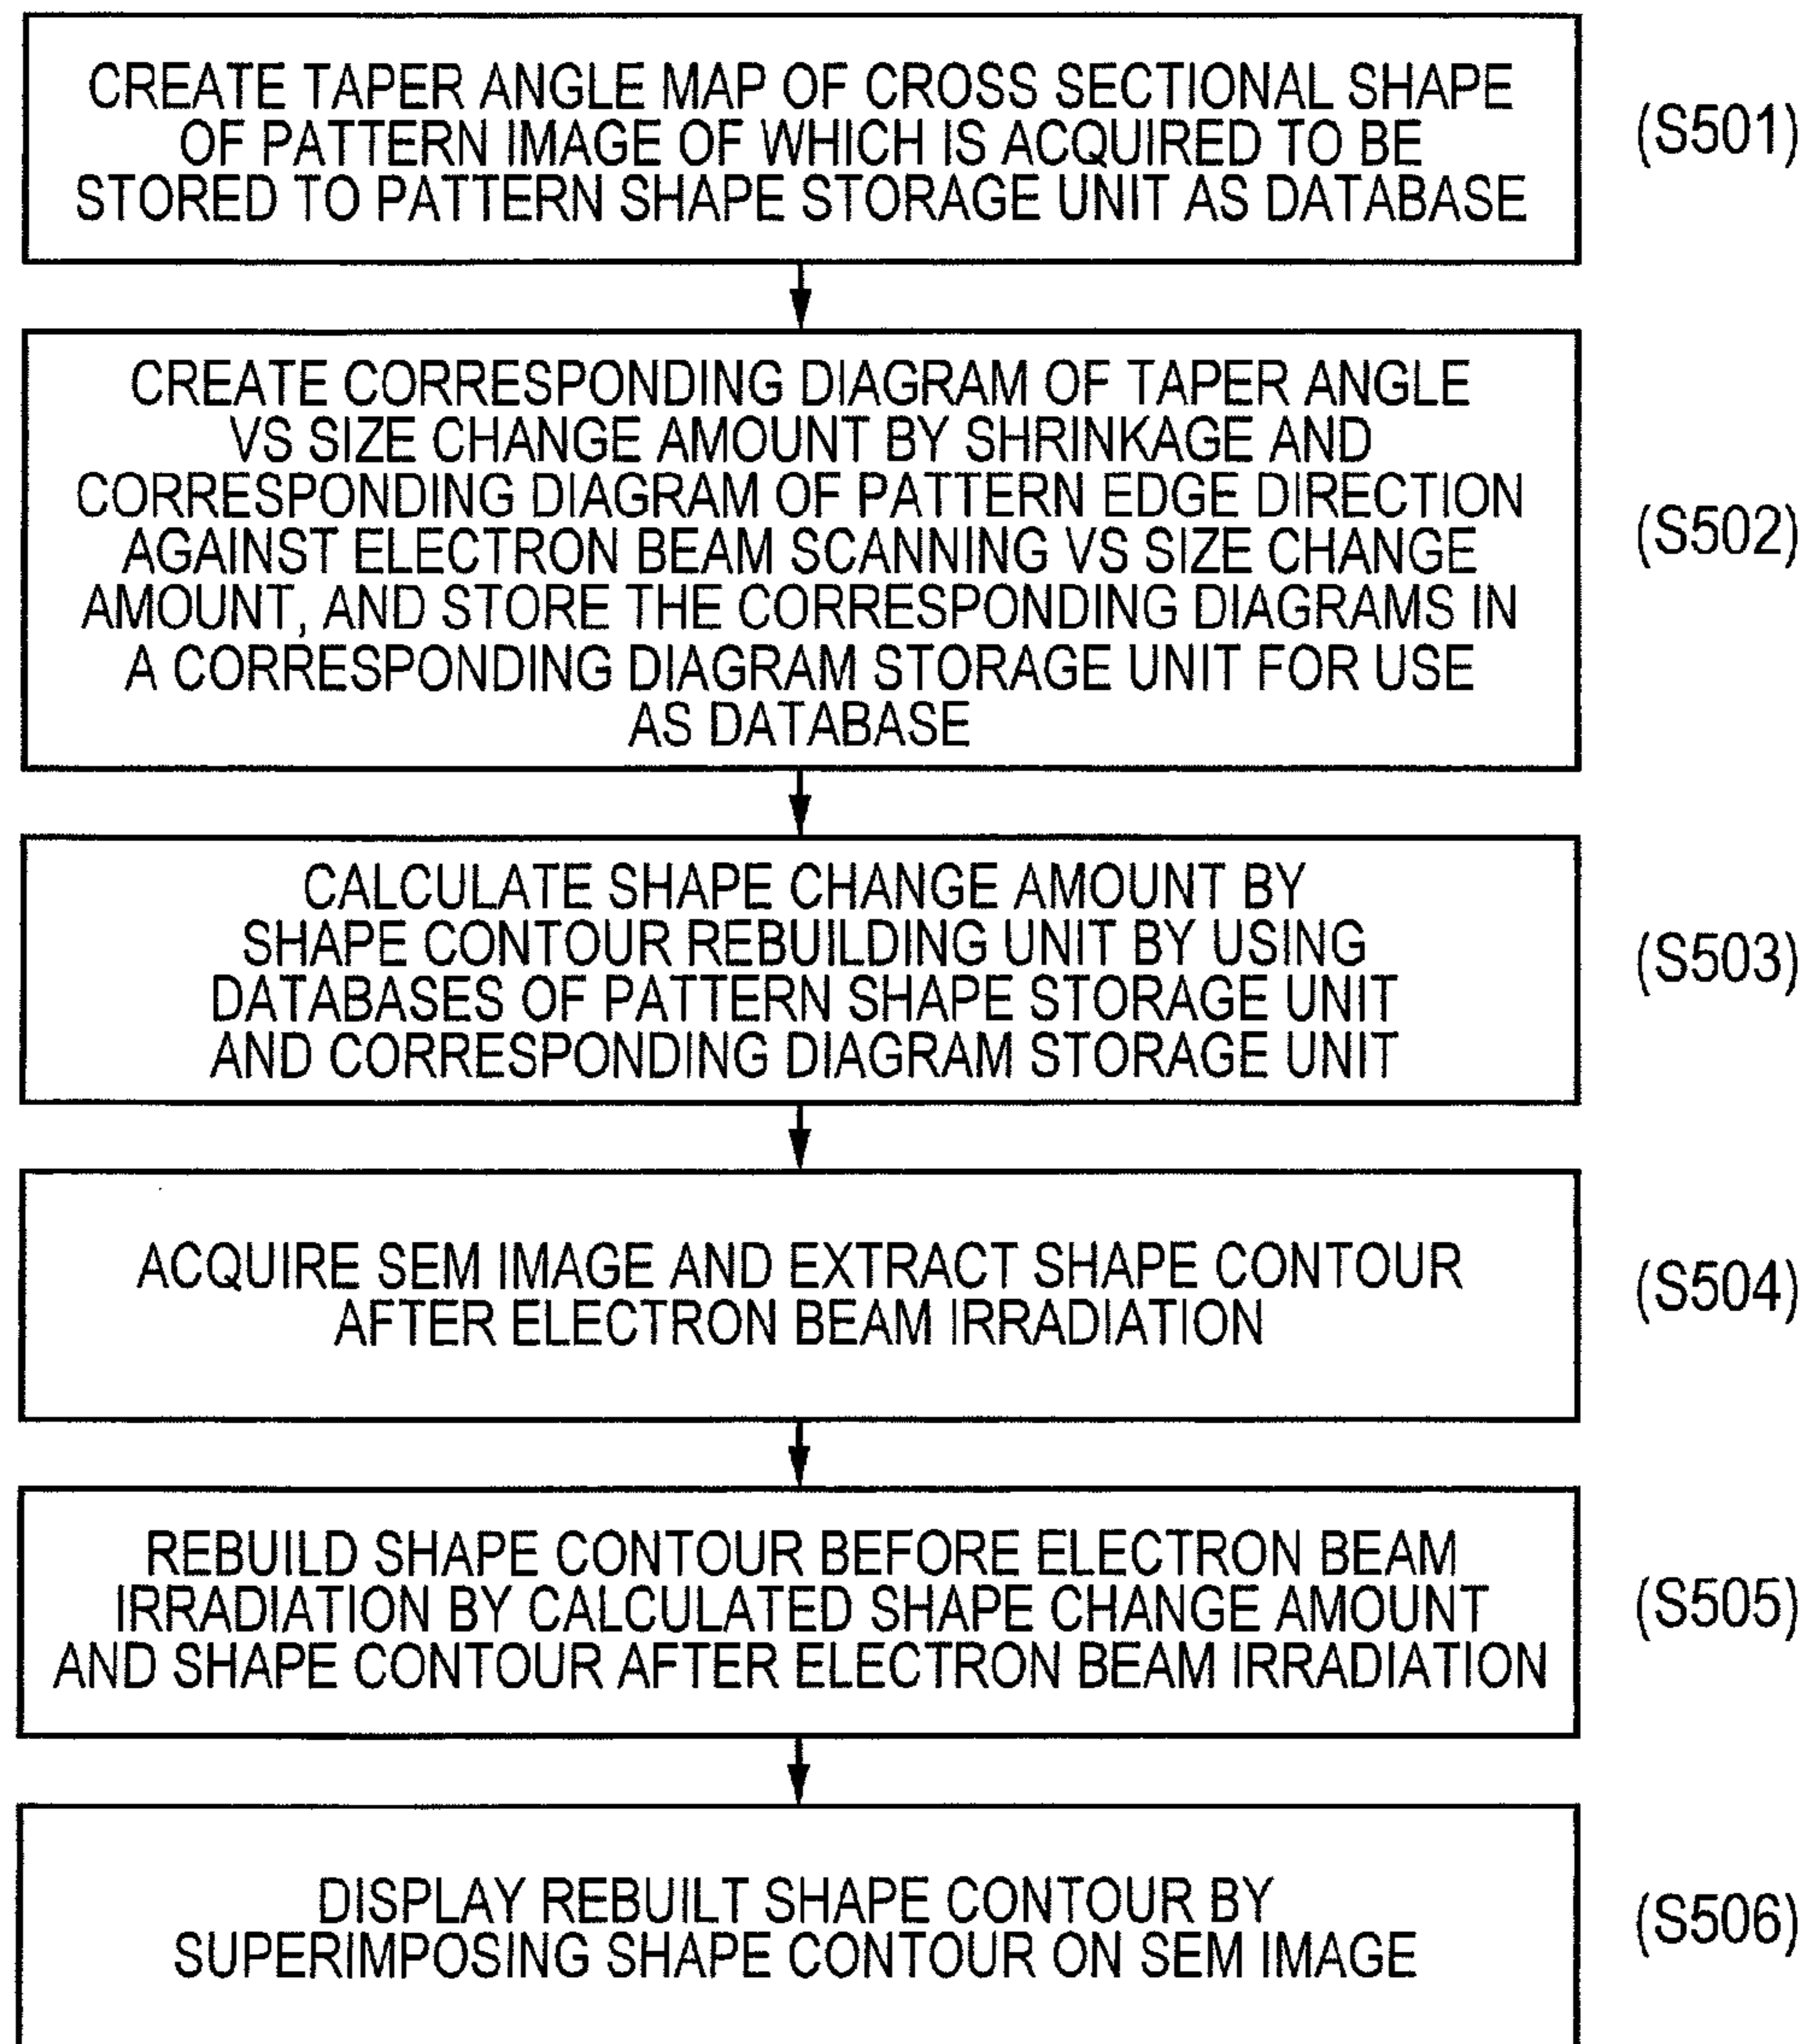 CREATE TAPER ANGLE MAP OF CROSS SECTIONAL SHAPE
OF PATTERN IMAGE OF WHICH IS ACQUIRED TO BE
STORED TO PATTERN SHAPE STORAGE UNIT AS DATABASE
(S501)
CREATE CORRESPONDING DIAGRAM OF TAPER ANGLE
VS SIZE CHANGE AMOUNT BY SHRINKAGE AND
CORRESPONDING DIAGRAM OF PATTERN EDGE DIRECTION
AGAINST ELECTRON BEAM SCANNING VS SIZE CHANGE
AMOUNT, AND STORE THE CORRESPONDING DIAGRAMS IN
A CORRESPONDING DIAGRAM STORAGE UNIT FOR USE
AS DATABASE
(S502)
CALCULATE SHAPE CHANGE AMOUNT BY
SHAPE CONTOUR REBUILDING UNIT BY USING
DATABASES OF PATTERN SHAPE STORAGE UNIT
AND CORRESPONDING DIAGRAM STORAGE UNIT
(S503)
ACQUIRE SEM IMAGE AND EXTRACT SHAPE CONTOUR
AFTER ELECTRON BEAM IRRADIATION
(S504)
REBUILD SHAPE CONTOUR BEFORE ELECTRON BEAM
IRRADIATION BY CALCULATED SHAPE CHANGE AMOUNT
AND SHAPE CONTOUR AFTER ELECTRON BEAM IRRADIATION
(S505)
DISPLAY REBUILT SHAPE CONTOUR BY
SUPERIMPOSING SHAPE CONTOUR ON SEM IMAGE
(S506)